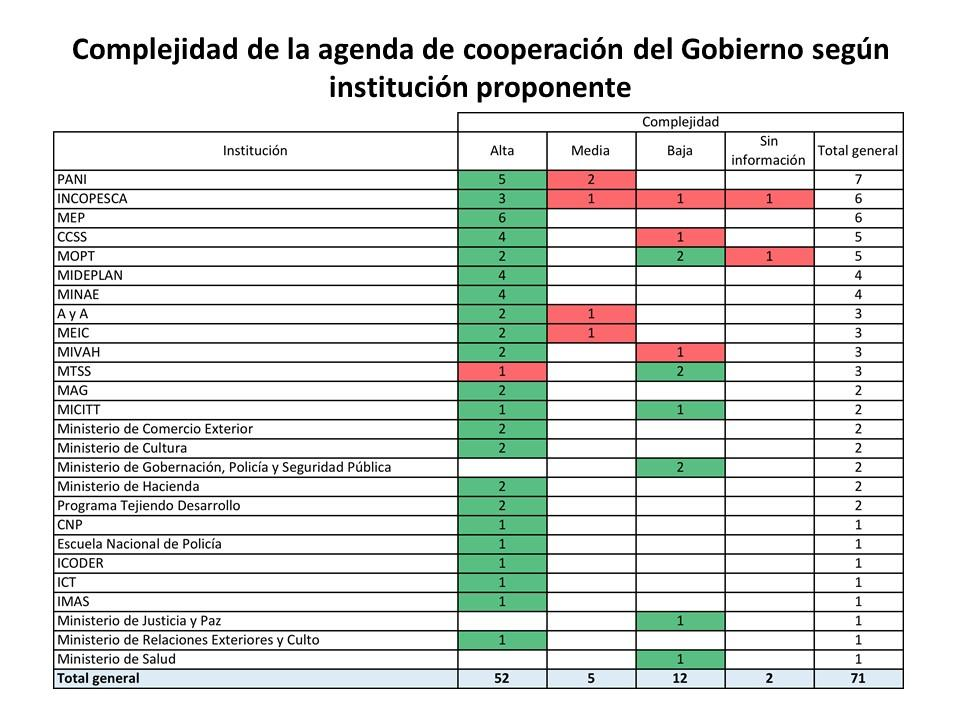 Complejidad de la agenda de cooperación del Gobierno según
institución proponente
Complejidad
Institución Alta Media Baja Sin información Total general
PANI 5 2 7
INCOPESCA 3 1 1 1 6
MEP 6 6
CCSS 4 1 5
MOPT 2 2 1 5
MIDEPLAN 4 4
MINAE 4 4
A y A 2 1 3
MEIC 2 1 3
MIVAH 2 1 3
MTSS 1 2 3
MAG 2 2
MICITT 1 1 2
Ministerio de Comercio Exterior 2 2
Ministerio de Cultura 2 2
Ministerio de Gobernación, Policía y Seguridad Pública 2 2
Ministerio de Hacienda 2 2
Programa Tejiendo Desarrollo 2 2
CNP 1 1
Escuela Nacional de Policía 1 1
ICODER 1 1
ICT 1 1
IMAS 1 1
Ministerio de Justicia y Paz 1 1
Ministerio de Relaciones Exteriores y Culto 1 1
Ministerio de Salud 1 1
Total general 52 5 12 2 71